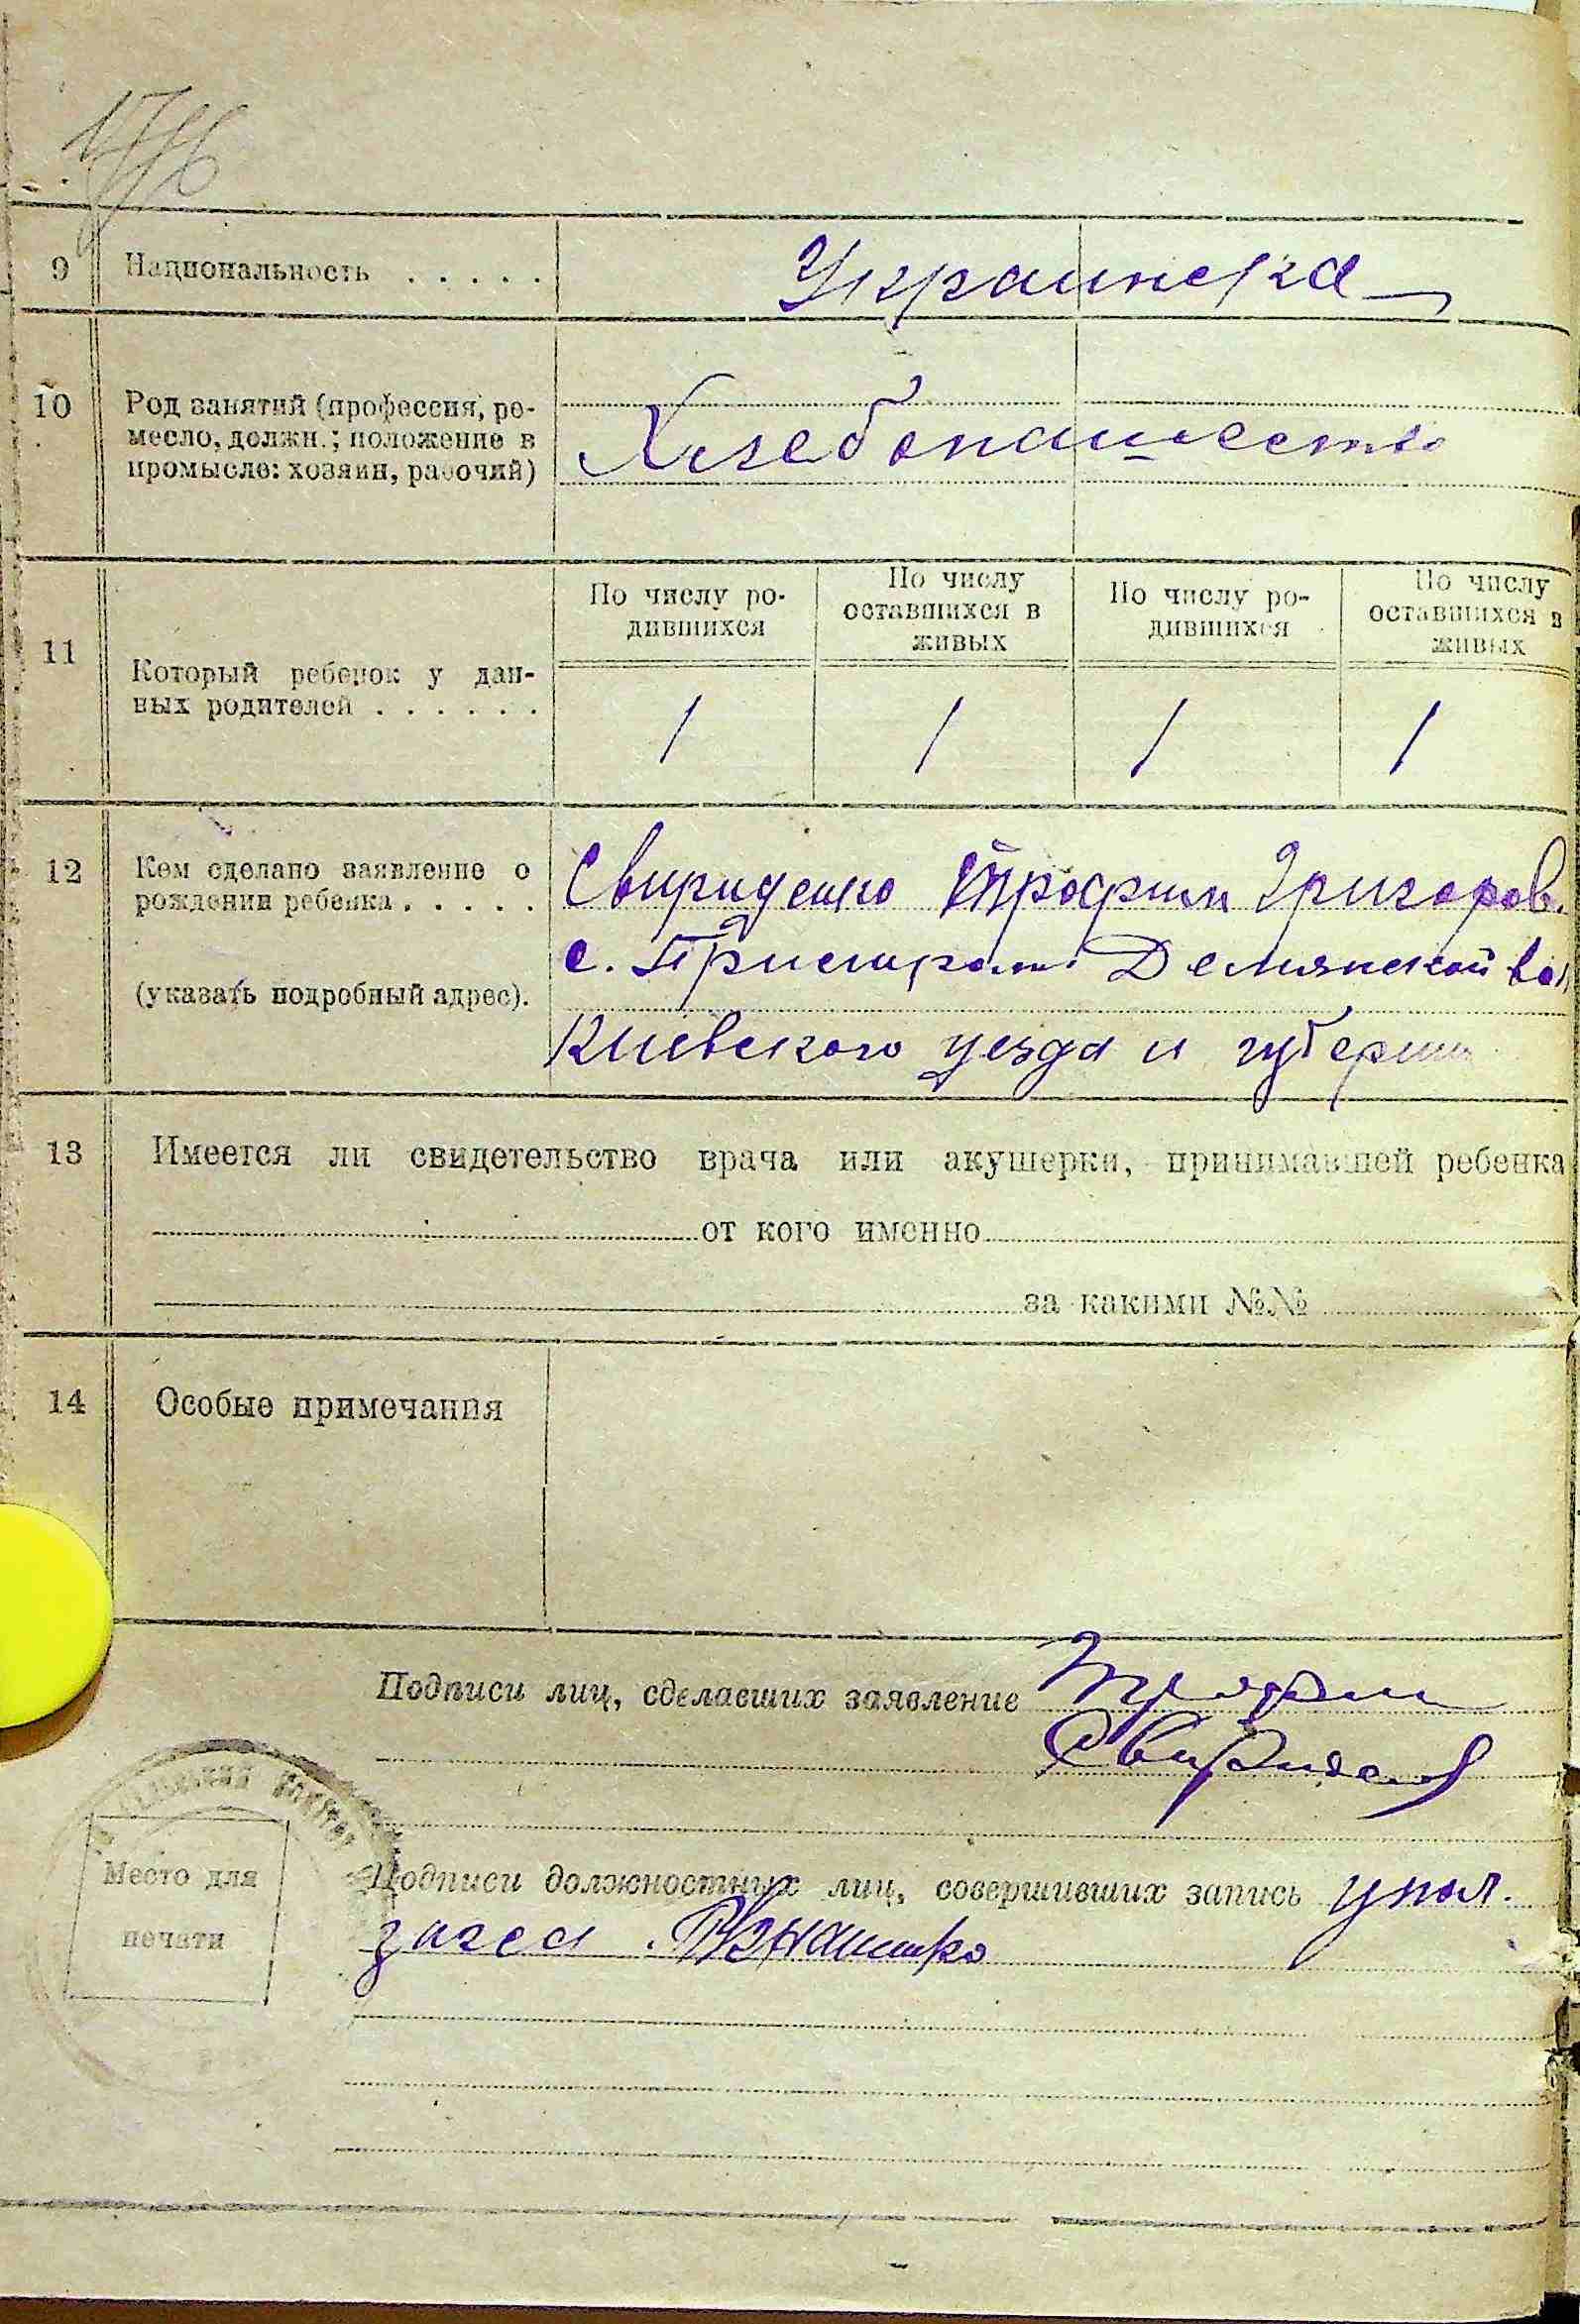 9 Национальность . . . . . Украинска
10 Род занятий (профессия, ре-
месло, должн.; положение в
промысле: хозяин, рабочий)
Хлебопашество
По числу ро-
дившихся
По числу
оставшихся в
живых
По числу ро-
дившихся
По числу
оставшихся в
живых
11 Который ребенок у дан-
ных родителей . . . . . .
1 1 1 1
12 Кем сделано заявление о
рождении ребенка . . . . .
(указать подробный адрес).
Свириденко Трофим Григоров.
с. Демянской вол
Киевского уезда и губернии
13 Имеется ли свидетельство врача или акушерки, принимавшей ребенка
от кого именно
за какими №№
14 Особые примечания
Подписи лиц, сделавших заявление Трофим
Свириденко
Место для
печати
Подписи должностных лиц, совершивших запись упол.
загса